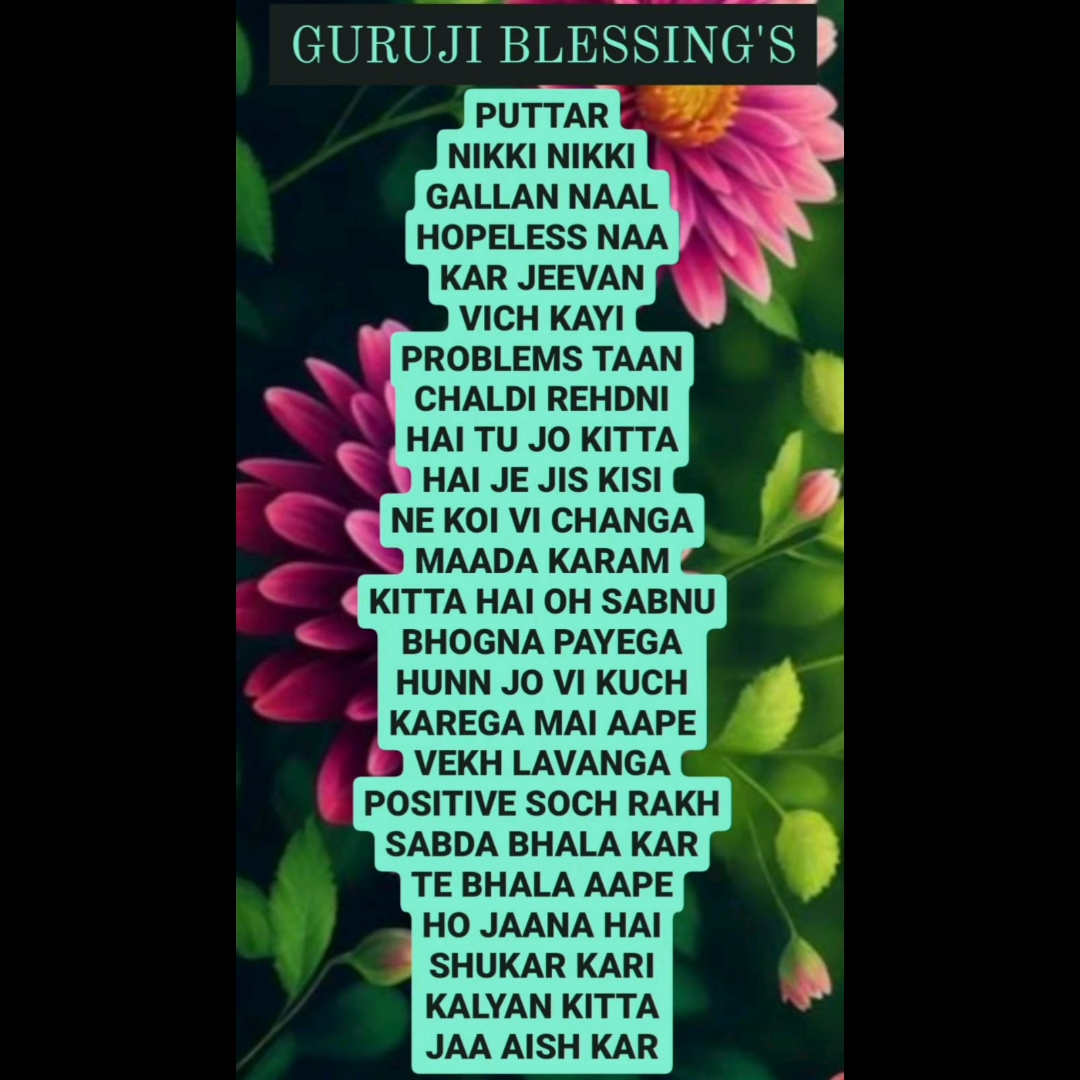 GURUJI BLESSING'S
PUTTAR
NIKKI NIKKI
GALLAN NAAL
HOPELESS NAA
KAR JEEVAN
VICH KAYI
PROBLEMS TAAN
CHALDI REHDNI
HAI TU JO KITTA
HAI JE JIS KISI
NE KOI VI CHANGA
MAADA KARAM
KITTA HAI OH SABNU
BHOGNA PAYEGA
HUNN JO VI KUCH
KAREGA MAI AAPE
VEKH LAVANGA
POSITIVE SOCH RAKH
SABDA BHALA KAR
TE BHALA AAPE
HO JAANA HAI
SHUKAR KARI
KALYAN KITTA
JAA AISH KAR